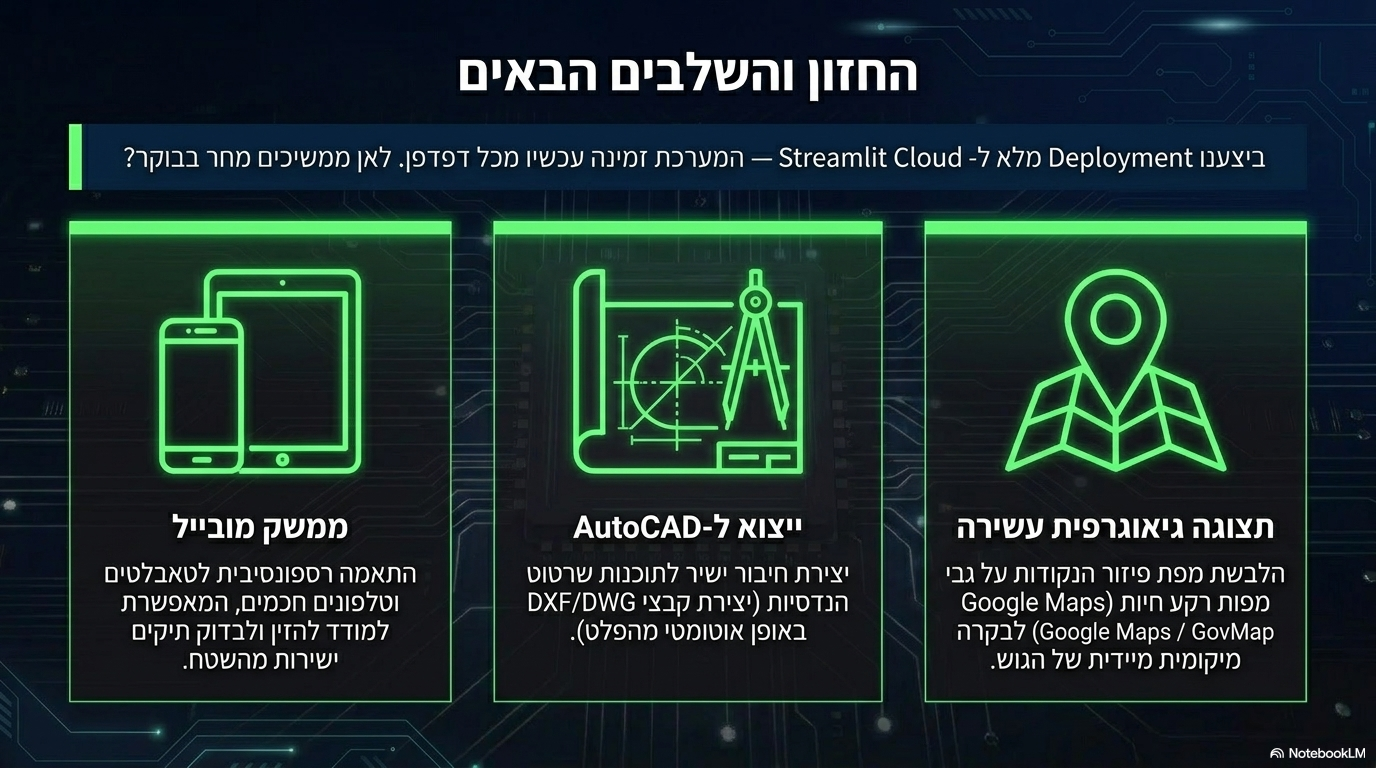 החזון והשלבים הבאים
ביצענו Deployment מלא ל- Streamlit Cloud — המערכת זמינה עכשיו מכל דפדפן. לאן ממשיכים מחר בבוקר?
תצוגה גיאוגרפית עשירה
הלבשת מפת פיזור הנקודות על גבי
מפות רקע חיות (Google Maps
Google Maps / GovMap) לבקרה
מיקומית מיידית של הגוש.
ייצוא ל-AutoCAD
יצירת חיבור ישיר לתוכנות שרטוט
הנדסיות (יצירת קבצי DXF/DWG
באופן אוטומטי מהפלט).
ממשק מובייל
התאמה רספונסיבית לטאבלטים
וטלפונים חכמים, המאפשרת
למודד להזין ולבדוק תיקים
ישירות מהשטח.
NotebookLM